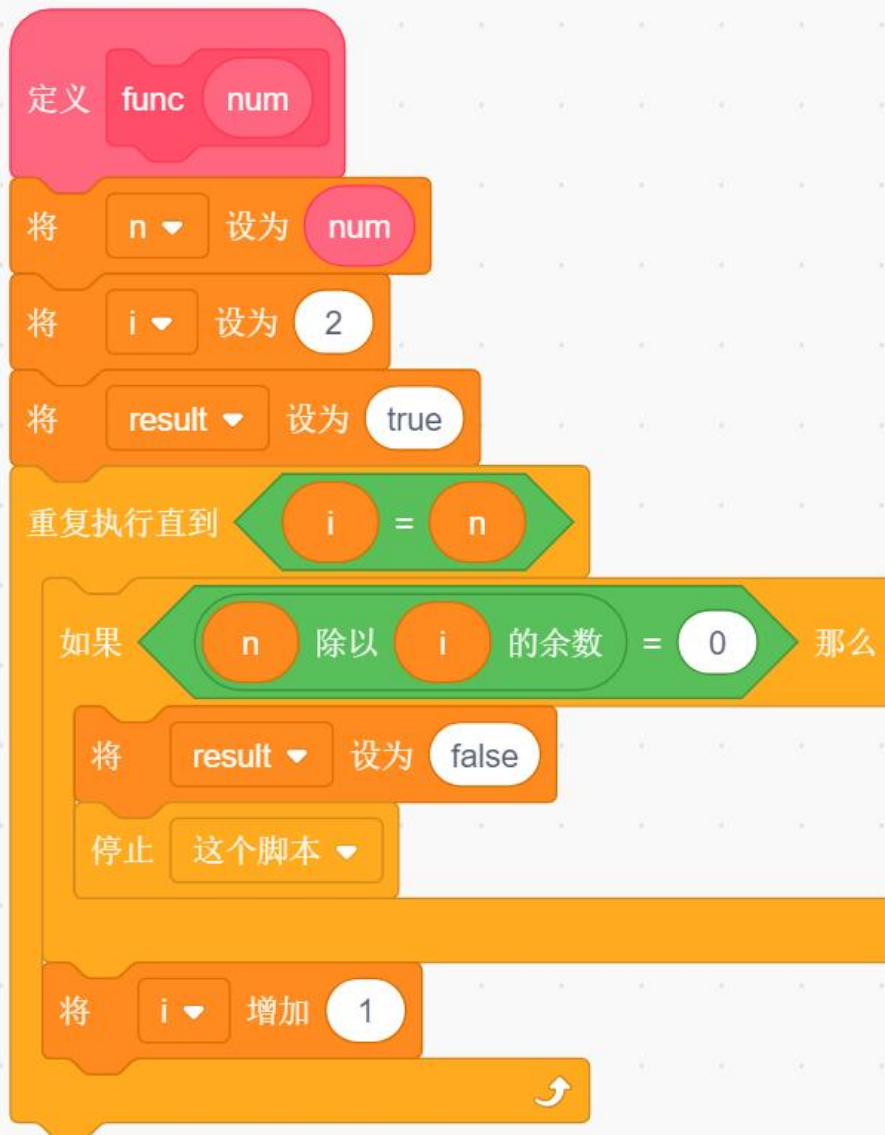 定义 func num
将 n 设为 num
将 i 设为 2
将 result 设为 true
重复执行直到 i = n
如果 n 除以 i 的余数 = 0 那么
将 result 设为 false
停止 这个脚本
将 i 增加 1